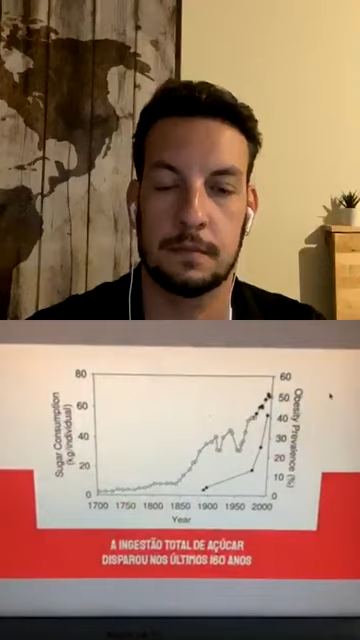 80
60
40
20
0
Sugar Consumption
(kg/individual)
60
50
40
30
20
10
0
Obesity Prevalence (%)
1700 1750 1800 1850 1900 1950 2000
Year
A INGESTÃO TOTAL DE AÇÚCAR
DISPAROU NOS ÚLTIMOS 160 ANOS